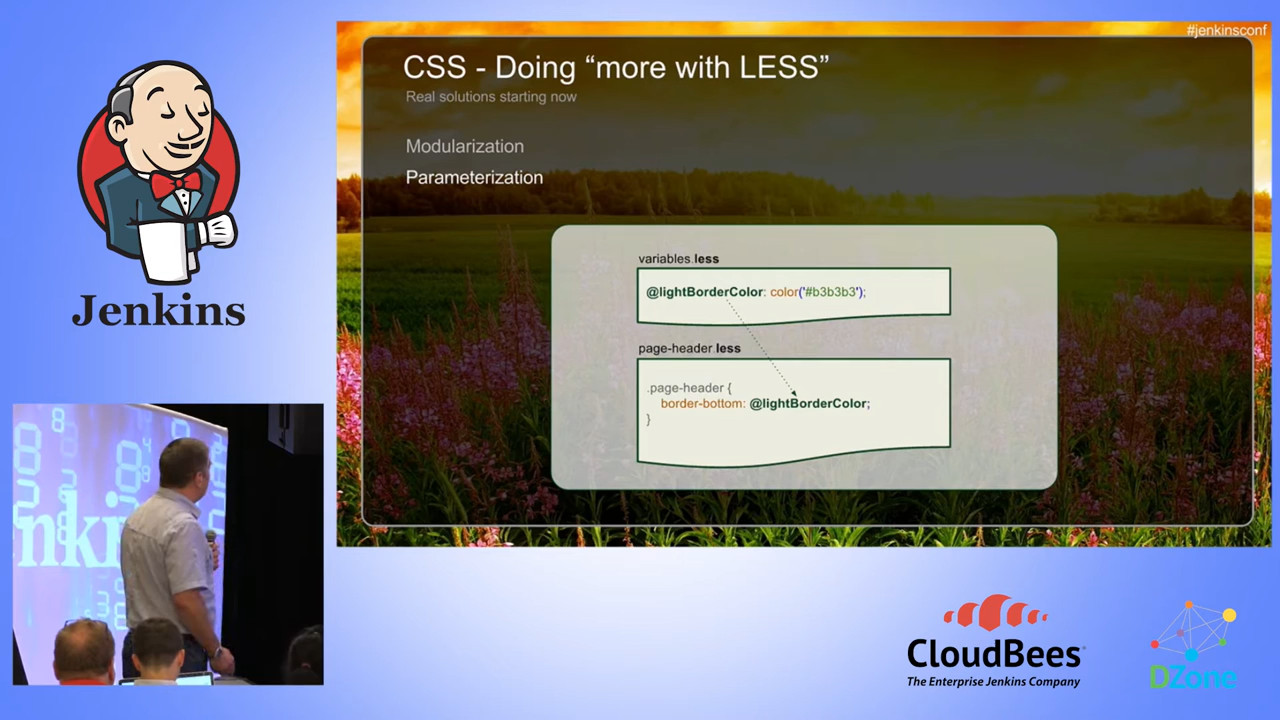 #jenkinsconf
CSS - Doing “more with LESS”
Real solutions starting now
Modularization
Parameterization
variables.less
@lightBorderColor: color('#b3b3b3');
page-header.less
.page-header {
border-bottom: @lightBorderColor;
}
Jenkins
nki
CloudBees
The Enterprise Jenkins Company
DZone